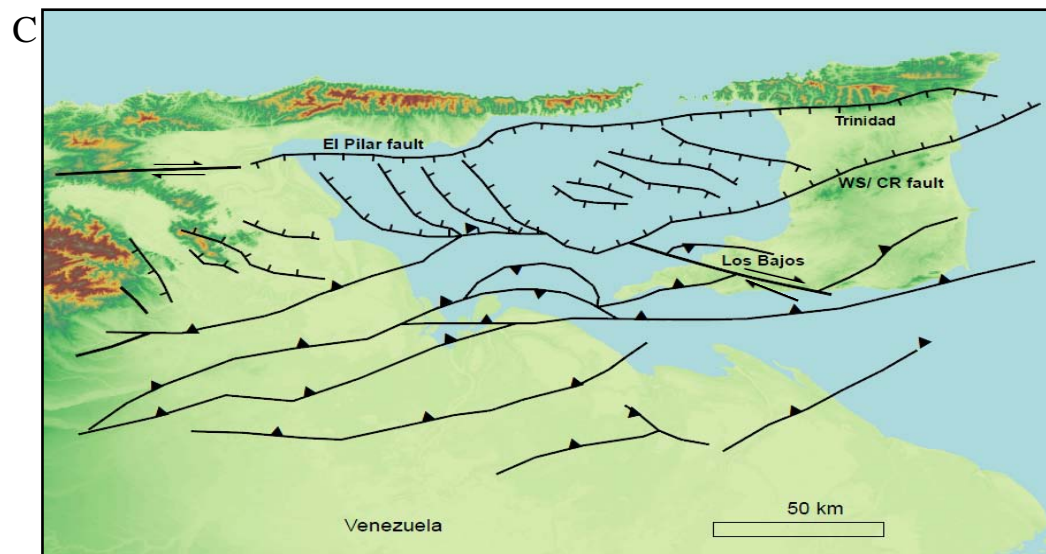 C
Trinidad
El Pilar fault
WS/ CR fault
Los Bajos
50 km
Venezuela